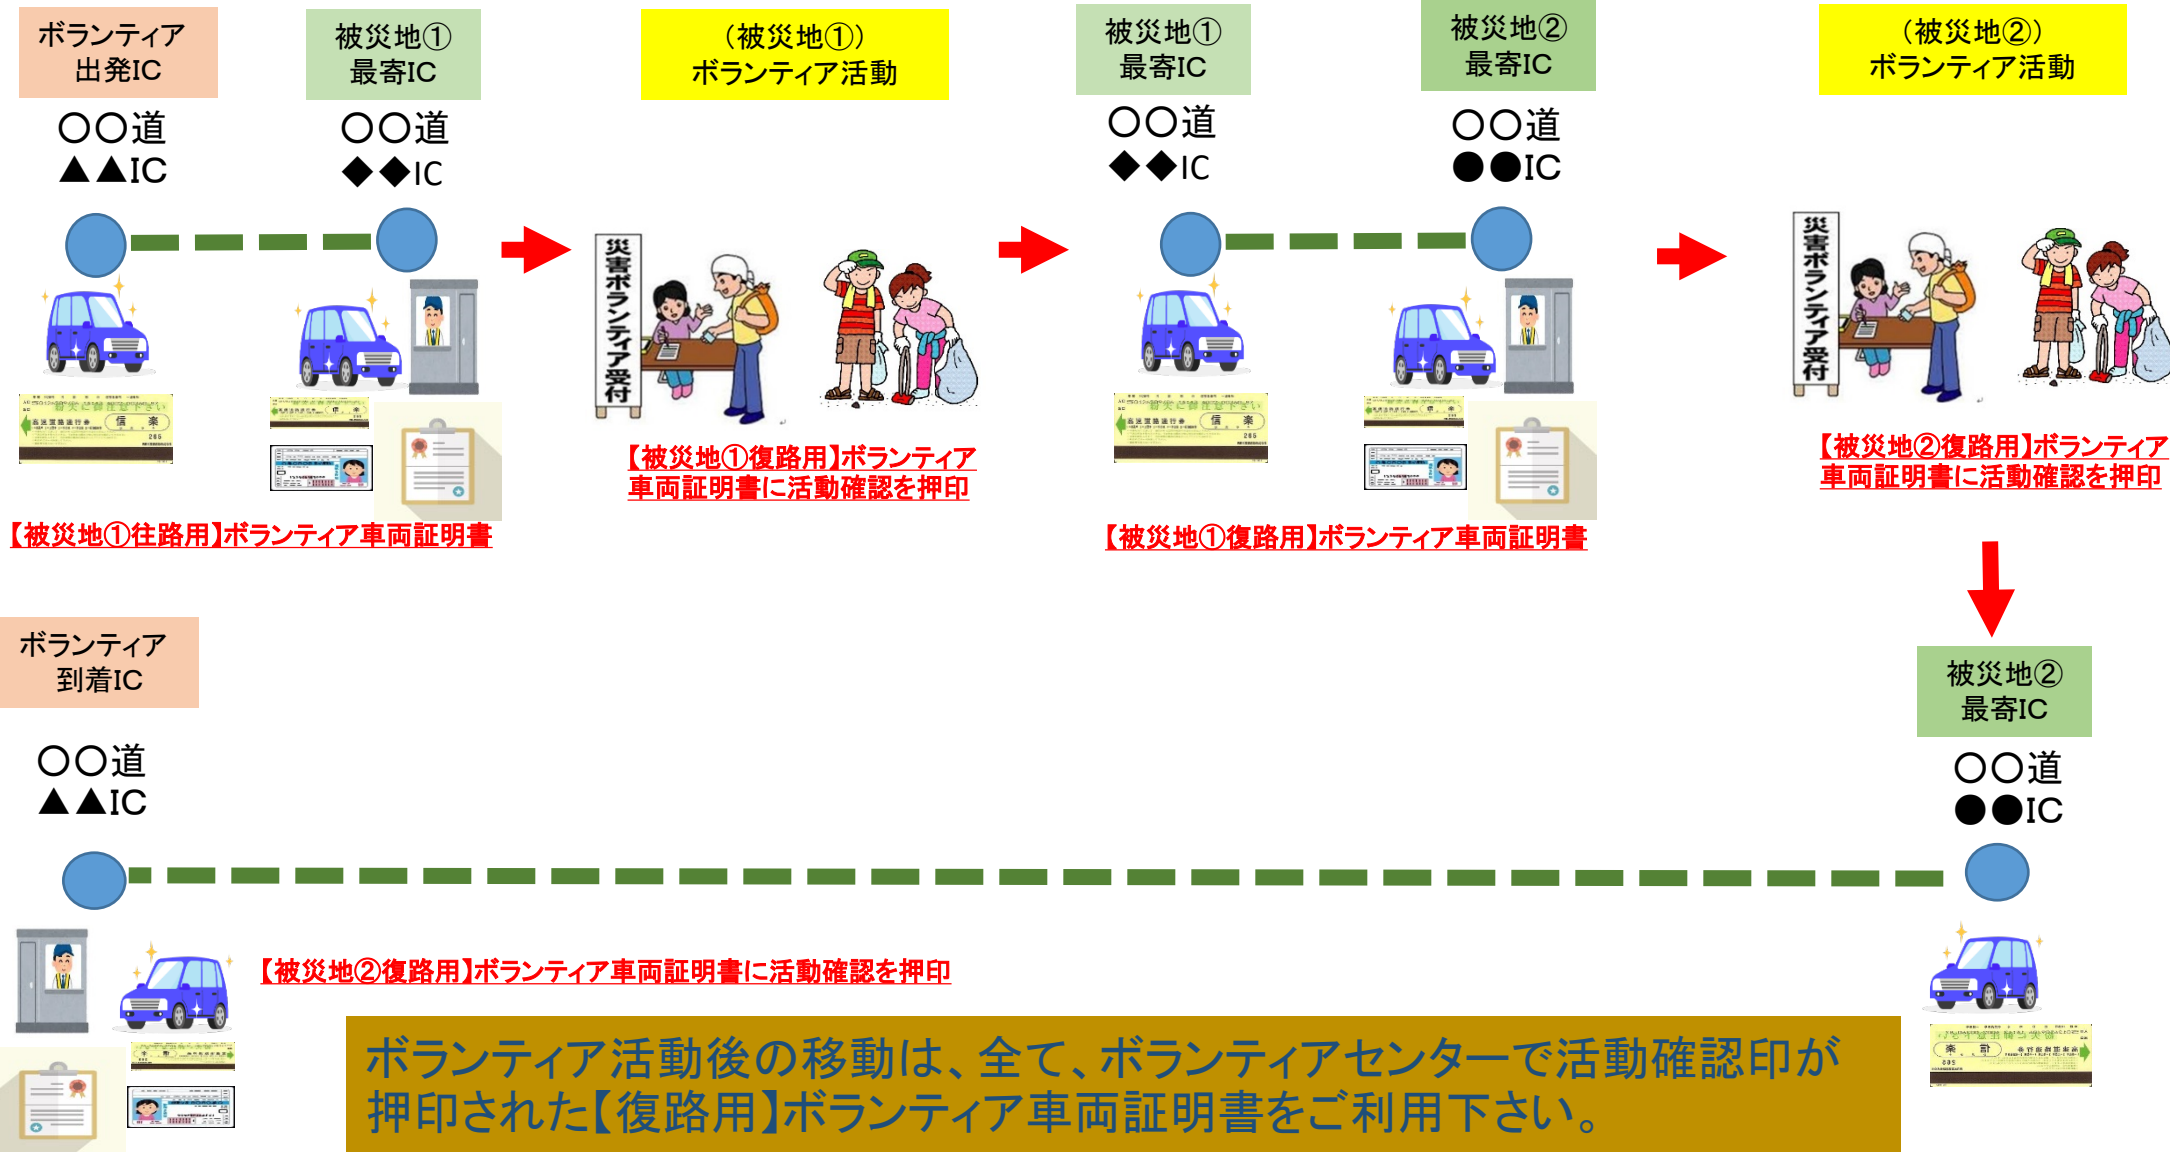 ボランティア
出発IC
〇〇道
▲▲IC
被災地①
最寄IC
〇〇道
◆◆IC
【被災地①往路用】ボランティア車両証明書
（被災地①）
ボランティア活動
災害ボランティア受付
【被災地①復路用】ボランティア
車両証明書に活動確認を押印
被災地①
最寄IC
〇〇道
◆◆IC
被災地②
最寄IC
〇〇道
●●IC
【被災地①復路用】ボランティア車両証明書
（被災地②）
ボランティア活動
災害ボランティア受付
【被災地②復路用】ボランティア
車両証明書に活動確認を押印
被災地②
最寄IC
〇〇道
●●IC
ボランティア
到着IC
〇〇道
▲▲IC
【被災地②復路用】ボランティア車両証明書に活動確認を押印
ボランティア活動後の移動は、全て、ボランティアセンターで活動確認印が
押印された【復路用】ボランティア車両証明書をご利用下さい。